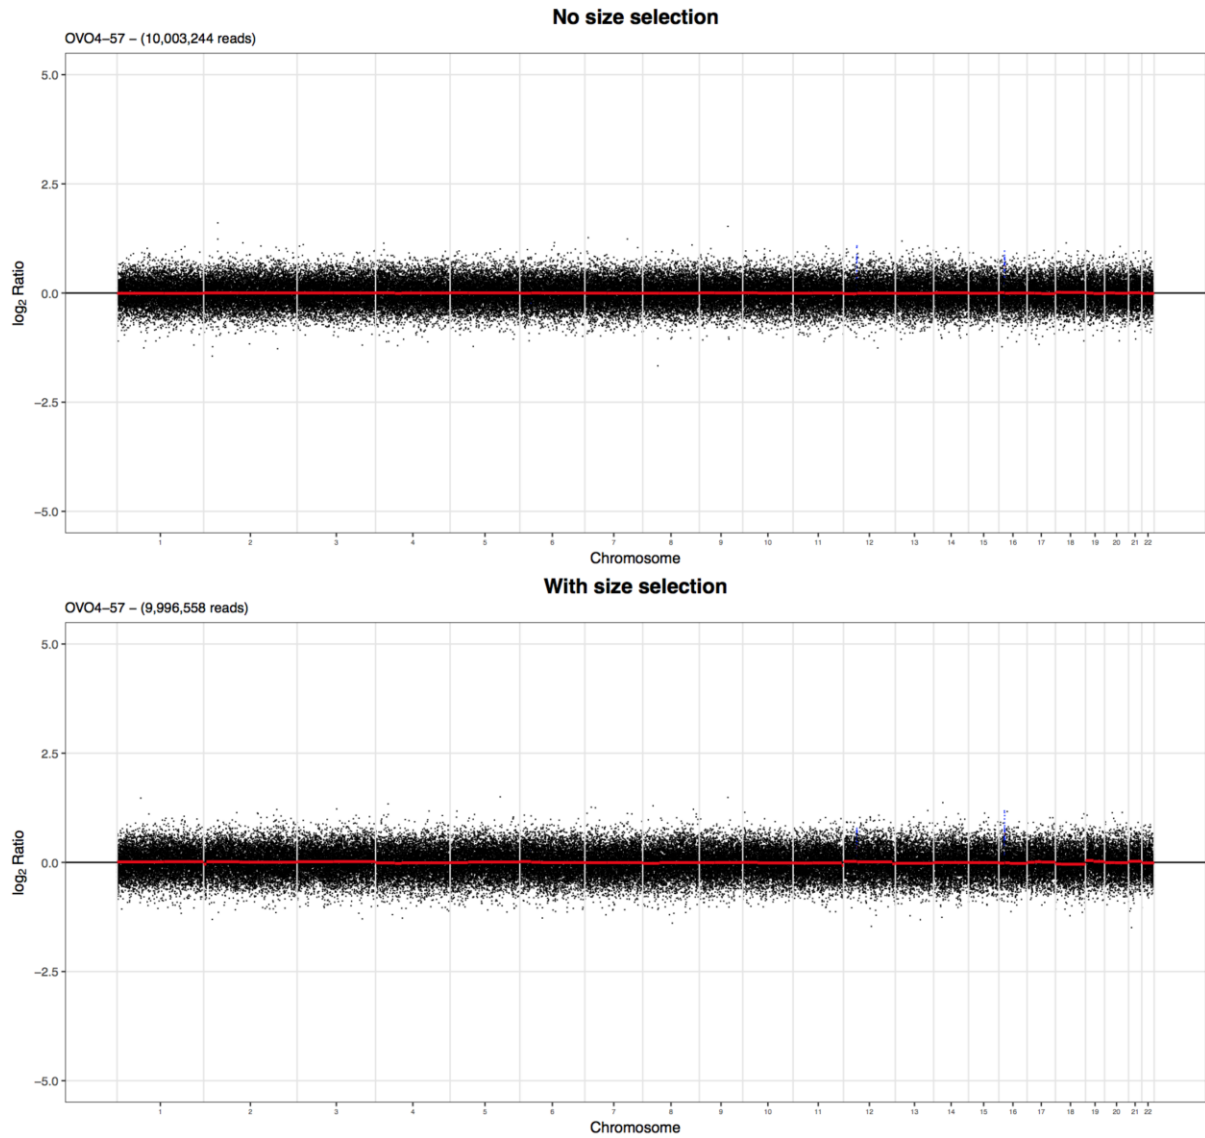 No size selection
OVO4–57 – (10,003,244 reads)
5.0
2.5
0.0
−2.5
−5.0
log2 Ratio
1 2 3 4 5 6 7 8 9 10 11 12 13 14 15 16 17 18 19 20 21 22
Chromosome
With size selection
OVO4–57 – (9,996,558 reads)
5.0
2.5
0.0
−2.5
−5.0
log2 Ratio
1 2 3 4 5 6 7 8 9 10 11 12 13 14 15 16 17 18 19 20 21 22
Chromosome